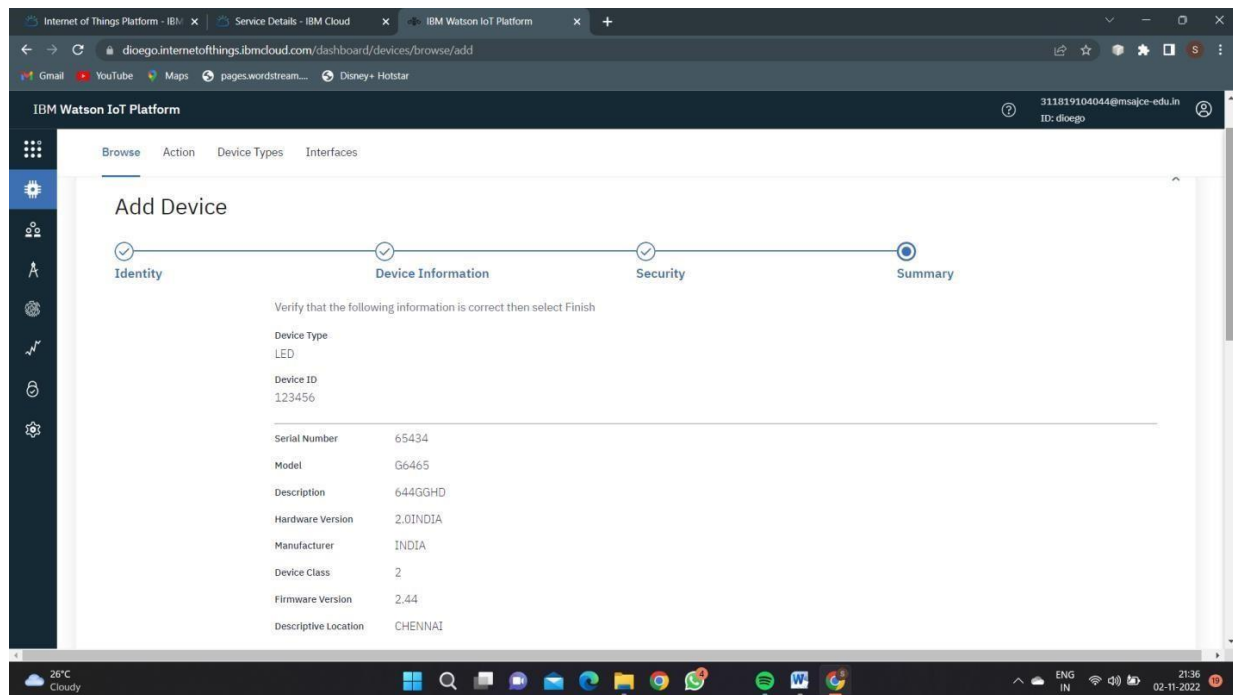 Internet of Things Platform - IBM
Service Details - IBM Cloud
IBM Watson IoT Platform
dioego.internetofthings.ibmcloud.com/dashboard/devices/browse/add
S
Gmail YouTube Maps pages.wordstream.... Disney+ Hotstar
IBM Watson IoT Platform
311819104044@msajce-edu.in
ID: dioego
Browse Action Device Types Interfaces
Add Device
Identity Device Information Security Summary
Verify that the following information is correct then select Finish
Device Type
LED
Device ID
123456
Serial Number 65434
Model G6465
Description 644GGHD
Hardware Version 2.0INDIA
Manufacturer INDIA
Device Class 2
Firmware Version 2.44
Descriptive Location CHENNAI
26°C
Cloudy
4
W
S
ENG
IN
21:36
02-11-2022
19